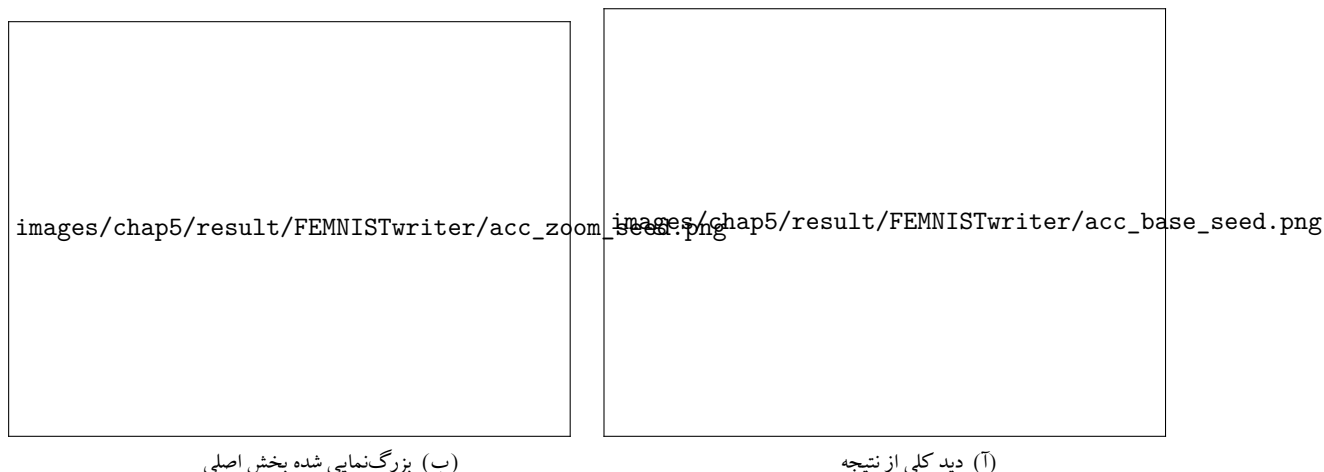 images/chap5/result/FEMNISTwriter/acc_base_seed.png
images/chap5/result/FEMNISTwriter/acc_zoom_seed.png
(آ) دید کلی از نتیجه
(ب) بزرگ‌نمایی شده بخش اصلی